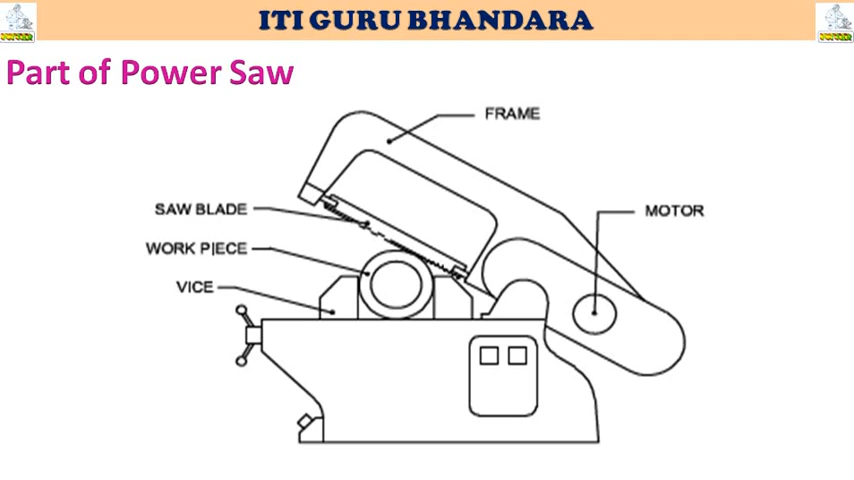 ITI GURU BHANDARA
Part of Power Saw
FRAME
SAW BLADE
MOTOR
WORK PIECE
VICE